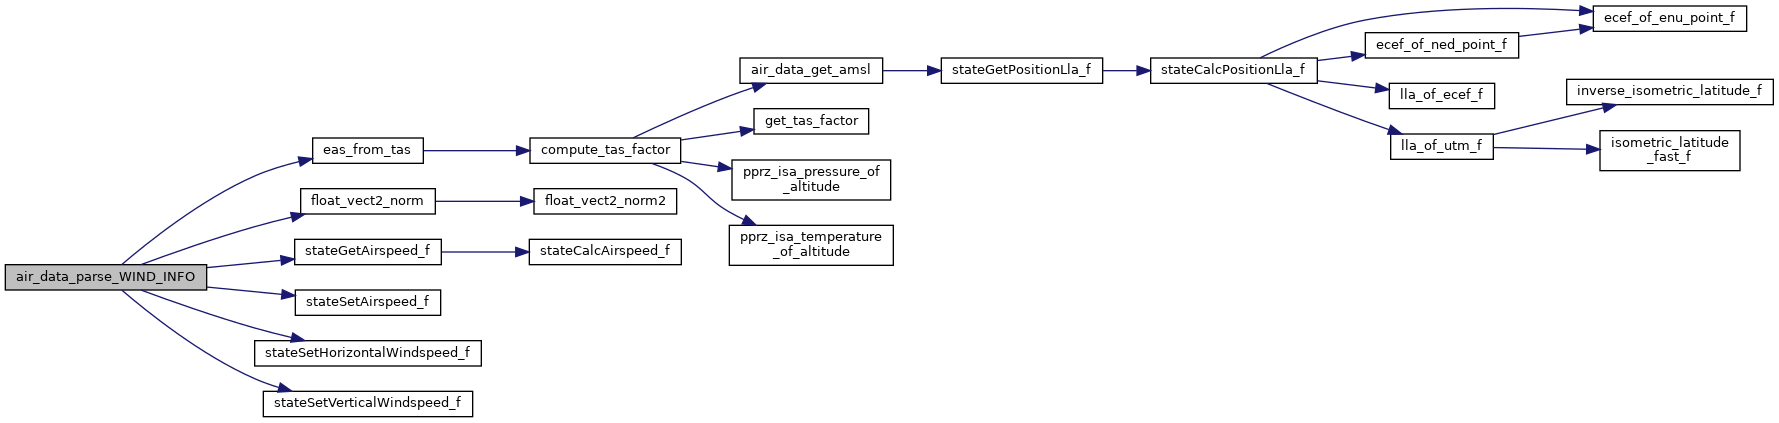 air_data_parse_WIND_INFO
eas_from_tas
float_vect2_norm
stateGetAirspeed_f
stateSetAirspeed_f
stateSetHorizontalWindspeed_f
stateSetVerticalWindspeed_f
compute_tas_factor
float_vect2_norm2
stateCalcAirspeed_f
air_data_get_amsl
get_tas_factor
pprz_isa_pressure_of
_altitude
pprz_isa_temperature
_of_altitude
stateGetPositionLla_f
stateCalcPositionLla_f
ecef_of_ned_point_f
lla_of_ecef_f
lla_of_utm_f
ecef_of_enu_point_f
inverse_isometric_latitude_f
isometric_latitude
_fast_f